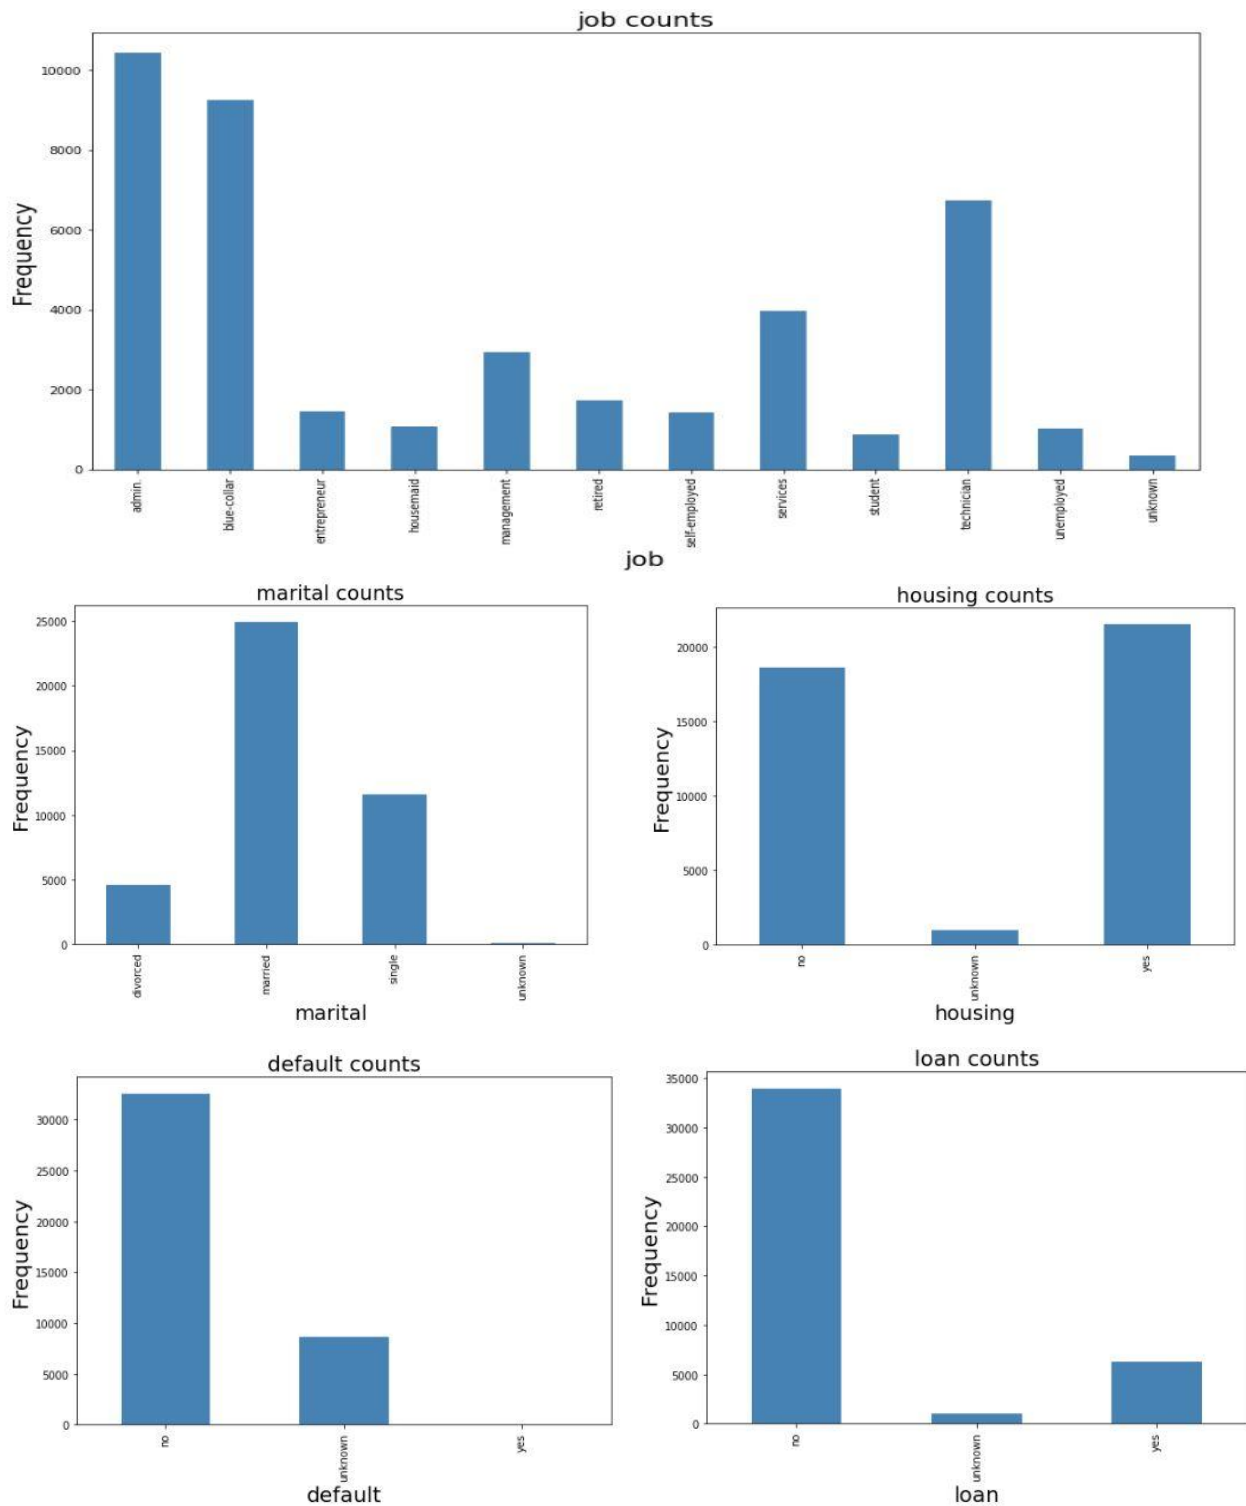 job counts
Frequency
10000
8000
6000
4000
2000
0
admin.
blue-collar
entrepreneur
housemaid
management
retired
self-employed
services
student
technician
unemployed
unknown
job
marital counts
Frequency
25000
20000
15000
10000
5000
0
divorced
married
single
unknown
marital
housing counts
Frequency
20000
15000
10000
5000
0
no
unknown
yes
housing
default counts
Frequency
30000
25000
20000
15000
10000
5000
0
no
unknown
yes
default
loan counts
Frequency
35000
30000
25000
20000
15000
10000
5000
0
no
unknown
yes
loan